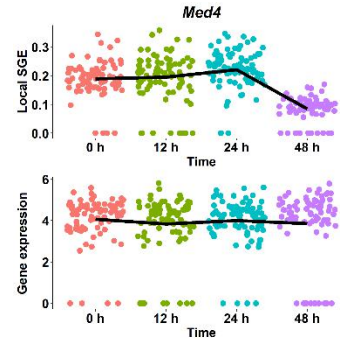 Med4
Local SGE
0.3
0.2
0.1
0.0
0 h 12 h 24 h 48 h
Time
Gene expression
6
4
2
0
0 h 12 h 24 h 48 h
Time